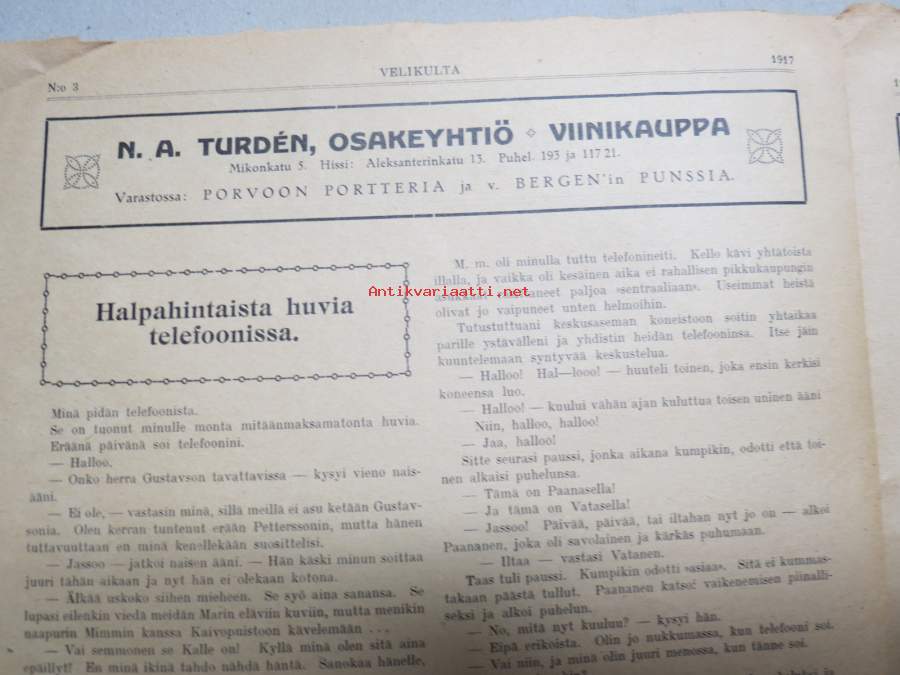 N:o 3
VELIKULTA
1917
N. A. TURDÉN, OSAKEYHTIÖ ⋄ VIINIKAUPPA
Mikonkatu 5. Hissi: Aleksanterinkatu 13. Puhel. 193 ja 117 21.
Varastossa: PORVOON PORTTERIA ja v. BERGEN'in PUNSSIA.
Halpahintaista huvia
telefoonissa.
Minä pidän telefoonista.
Se on tuonut minulle monta mitäänmaksamatonta huvia.
Eräänä päivänä soi telefoonini.
— Halloo.
— Onko herra Gustavson tavattavissa — kysyi vieno nais-
ääni.
— Ei ole, — vastasin minä, sillä meillä ei asu ketään Gustav-
sonia. Olen kerran tuntenut erään Petterssonin, mutta hänen
tuttavuuttaan en minä kenellekään suosittelisi.
— Jassoo — jatkoi naisen ääni. — Hän käski minun soittaa
juuri tähän aikaan ja nyt hän ei olekaan kotona.
— Älkää uskoko siihen mieheen. Se syö aina sanansa. Se
lupasi eilenkin viedä meidän Marin eläviin kuviin, mutta menikin
naapurin Mimmin kanssa Kaivopuistoon kävelemään . . .
— Vai semmonen se Kalle on! Kyllä minä olen sitä aina
epäillyt! En minä ikinä tahdo nähdä häntä. Sanokaa hänelle,
M. m. oli minulla tuttu telefonineiti. Kello kävi yhtätoista
illalla, ja vaikka oli kesäinen aika ei rahallisen pikkukaupungin
asukkaat paljoa »sentraaliaan». Useimmat heistä
olivat jo vaipuneet unten helmoihin.
Tutustuttuani keskusaseman koneistoon soitin yhtaikaa
parille ystävälleni ja yhdistin heidän telefooninsa. Itse jäin
kuuntelemaan syntyvää keskustelua.
— Halloo! Hal—looo! — huuteli toinen, joka ensin kerkisi
koneensa luo.
— Halloo! — kuului vähän ajan kuluttua toisen uninen ääni
Niin, halloo, halloo!
— Jaa, halloo!
Sitte seurasi paussi, jonka aikana kumpikin, odotti että toi-
nen alkaisi puhelunsa.
— Tämä on Paanasella!
— Ja tämä on Vatasella!
— Jassoo! Päivää, päivää, tai iltahan nyt jo on — alkoi
Paananen, joka oli savolainen ja kärkäs puhumaan.
— Iltaa — vastasi Vatanen.
Taas tuli paussi. Kumpikin odotti »asiaa». Sitä ei kummas-
takaan päästä tullut. Paananen katsoi vaikenemisen piinalli-
seksi ja alkoi puhelun.
— No, mitä nyt kuuluu? — kysyi hän.
— Eipä erikoista. Olin jo nukkumassa, kun telefooni soi.
— Vai niin, ja minä olin juuri menossa, kun tänne soi.
Antikvariaatti.net